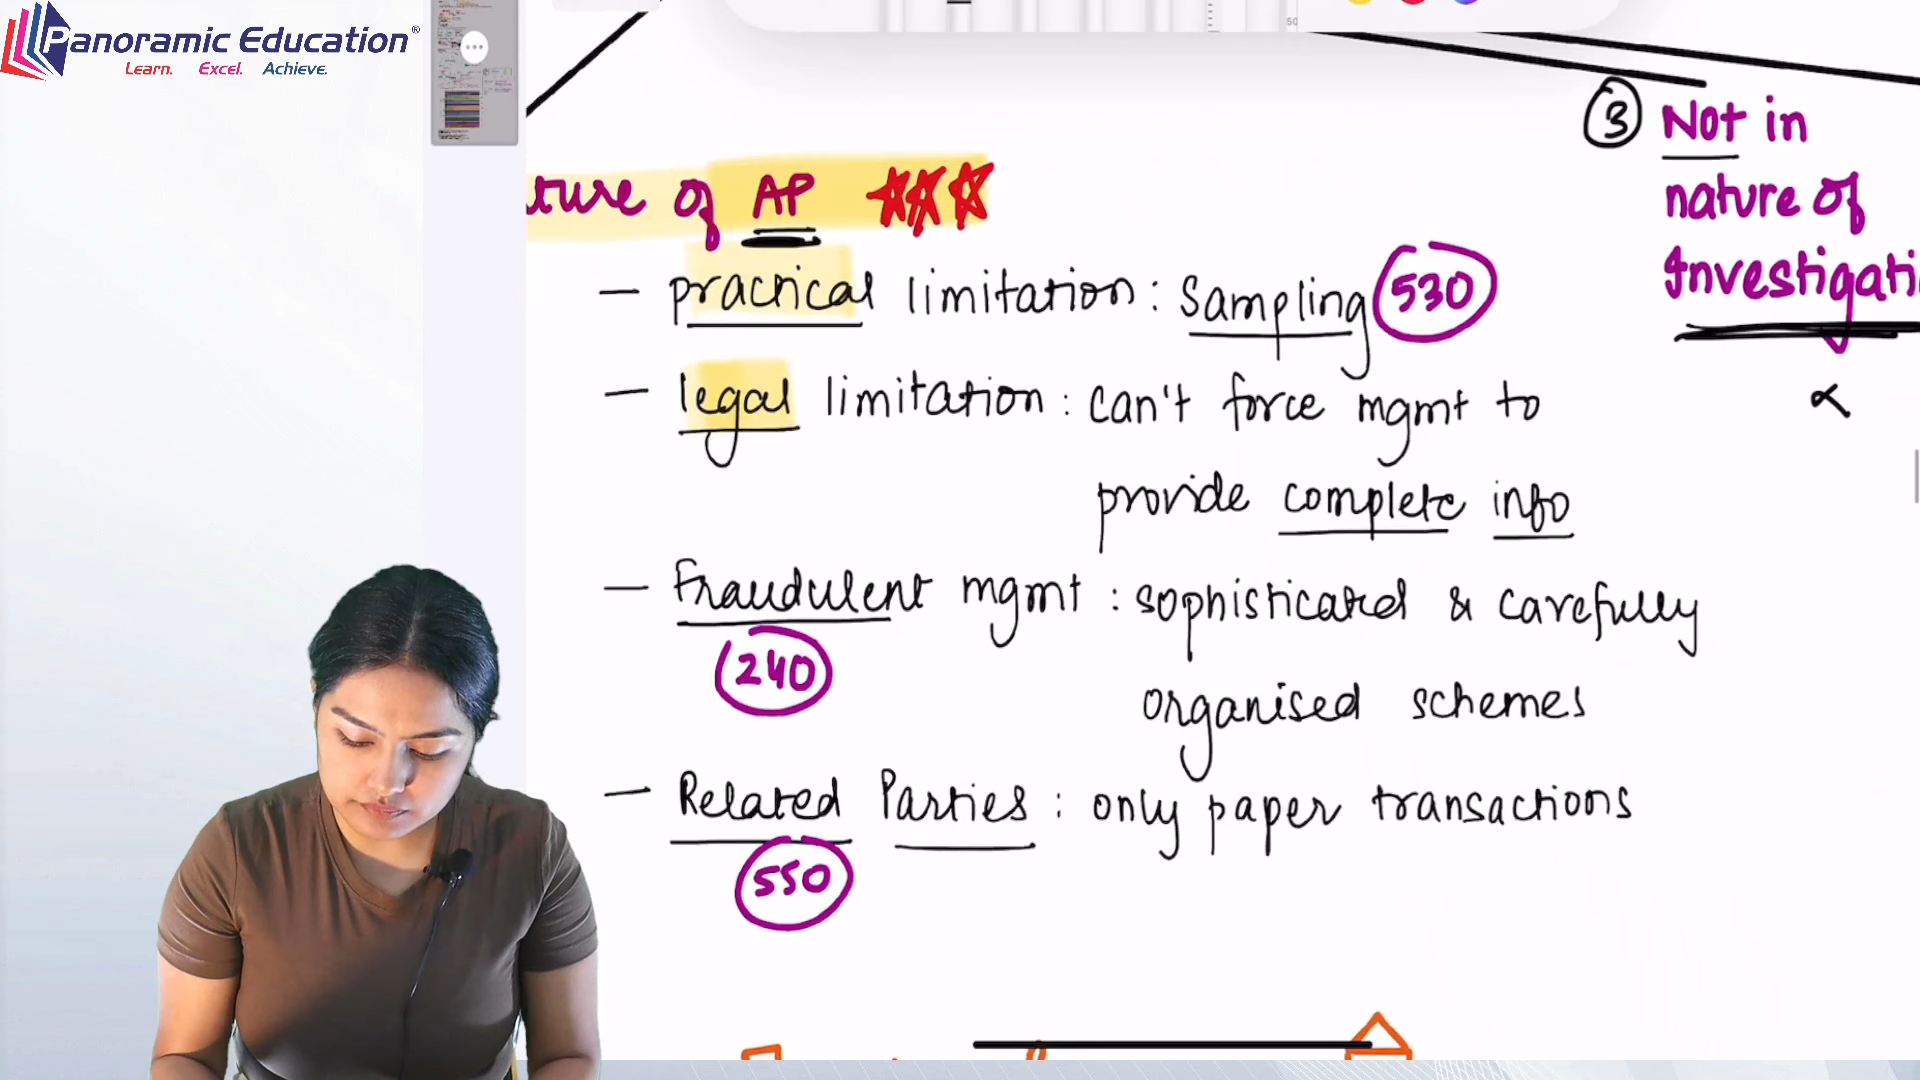 Panoramic Education®
Learn. Excel. Achieve.
50
3 Not in
nature of
Investigati
ture of AP
– practical limitation: Sampling 530
– legal limitation: can't force mgmt to
provide complete info
– Fraudulent mgmt: sophisticated & carefully
240
organised schemes
– Related Parties: only paper transactions
550